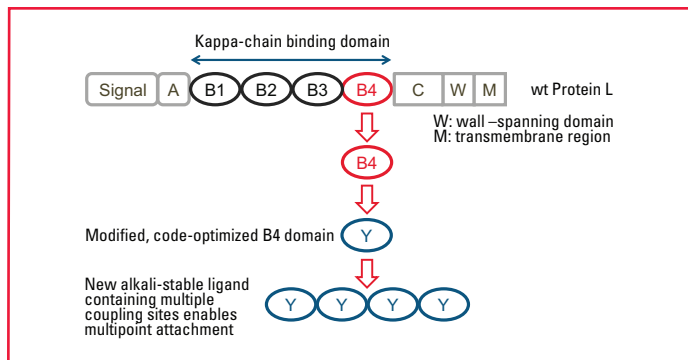 Kappa-chain binding domain
Signal A B1 B2 B3 B4 C W M wt Protein L
W: wall –spanning domain
M: transmembrane region
B4
Modified, code-optimized B4 domain Y
New alkali-stable ligand
containing multiple
coupling sites enables
multipoint attachment
Y Y Y Y